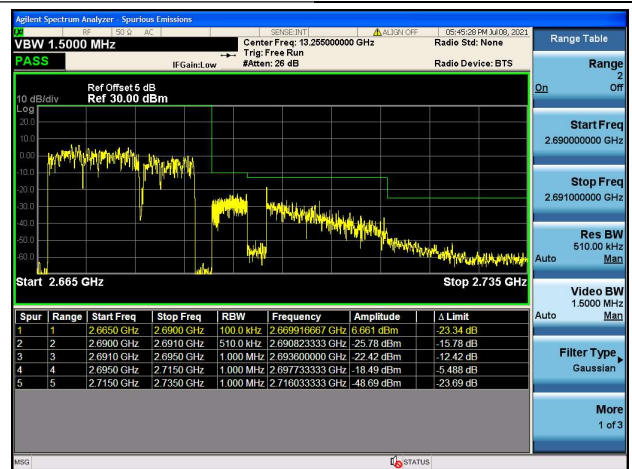 Agilent Spectrum Analyzer - Spurious Emissions
RF 50 Ω AC SENSE:INT ALIGN OFF 05:45:28 PM Jul 08, 2021
VBW 1.5000 MHz Center Freq: 13.255000000 GHz Radio Std: None
Trig: Free Run
PASS IFGain:Low #Atten: 26 dB Radio Device: BTS
Ref Offset 5 dB
10 dB/div Ref 30.00 dBm
Log
20.0
10.0
0.00
-10.0
-20.0
-30.0
-40.0
-50.0
-60.0
Start 2.665 GHz Stop 2.735 GHz
Spur Range Start Freq Stop Freq RBW Frequency Amplitude Δ Limit
1 1 2.6650 GHz 2.6900 GHz 100.0 kHz 2.669916667 GHz 6.661 dBm -23.34 dB
2 2 2.6900 GHz 2.6910 GHz 510.0 kHz 2.690823333 GHz -25.78 dBm -15.78 dB
3 3 2.6910 GHz 2.6950 GHz 1.000 MHz 2.693600000 GHz -22.42 dBm -12.42 dB
4 4 2.6950 GHz 2.7150 GHz 1.000 MHz 2.697733333 GHz -18.49 dBm -5.488 dB
5 5 2.7150 GHz 2.7350 GHz 1.000 MHz 2.716033333 GHz -48.69 dBm -23.69 dB
MSG STATUS
Range Table
Range
2
On Off
Start Freq
2.690000000 GHz
Stop Freq
2.691000000 GHz
Res BW
510.00 kHz
Auto Man
Video BW
1.5000 MHz
Auto Man
Filter Type
Gaussian
More
1 of 3